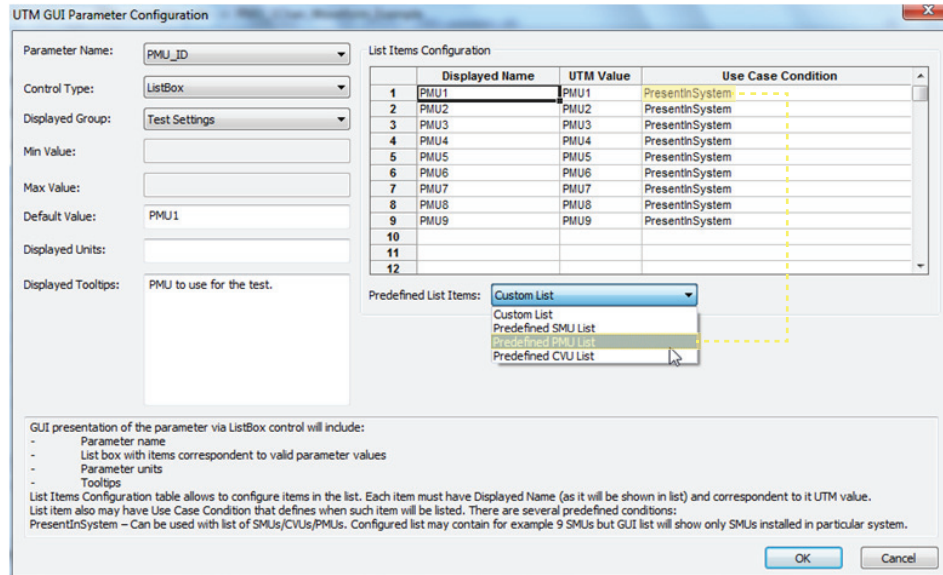 UTM GUI Parameter Configuration
Parameter Name:
PMU_ID
Control Type:
ListBox
Displayed Group:
Test Settings
Min Value:
Max Value:
Default Value:
PMU1
Displayed Units:
Displayed Tooltips:
PMU to use for the test.
List Items Configuration
Displayed Name UTM Value Use Case Condition
1 PMU1 PMU1 PresentInSystem
2 PMU2 PMU2 PresentInSystem
3 PMU3 PMU3 PresentInSystem
4 PMU4 PMU4 PresentInSystem
5 PMU5 PMU5 PresentInSystem
6 PMU6 PMU6 PresentInSystem
7 PMU7 PMU7 PresentInSystem
8 PMU8 PMU8 PresentInSystem
9 PMU9 PMU9 PresentInSystem
10
11
12
Predefined List Items: Custom List
Custom List
Predefined SMU List
Predefined PMU List
Predefined CVU List
GUI presentation of the parameter via ListBox control will include:
- Parameter name
- List box with items correspondent to valid parameter values
- Parameter units
- Tooltips
List Items Configuration table allows to configure items in the list. Each item must have Displayed Name (as it will be shown in list) and correspondent to it UTM value.
List item also may have Use Case Condition that defines when such item will be listed. There are several predefined conditions:
PresentInSystem – Can be used with list of SMUs/CVUs/PMUs. Configured list may contain for example 9 SMUs but GUI list will show only SMUs installed in particular system.
OK Cancel